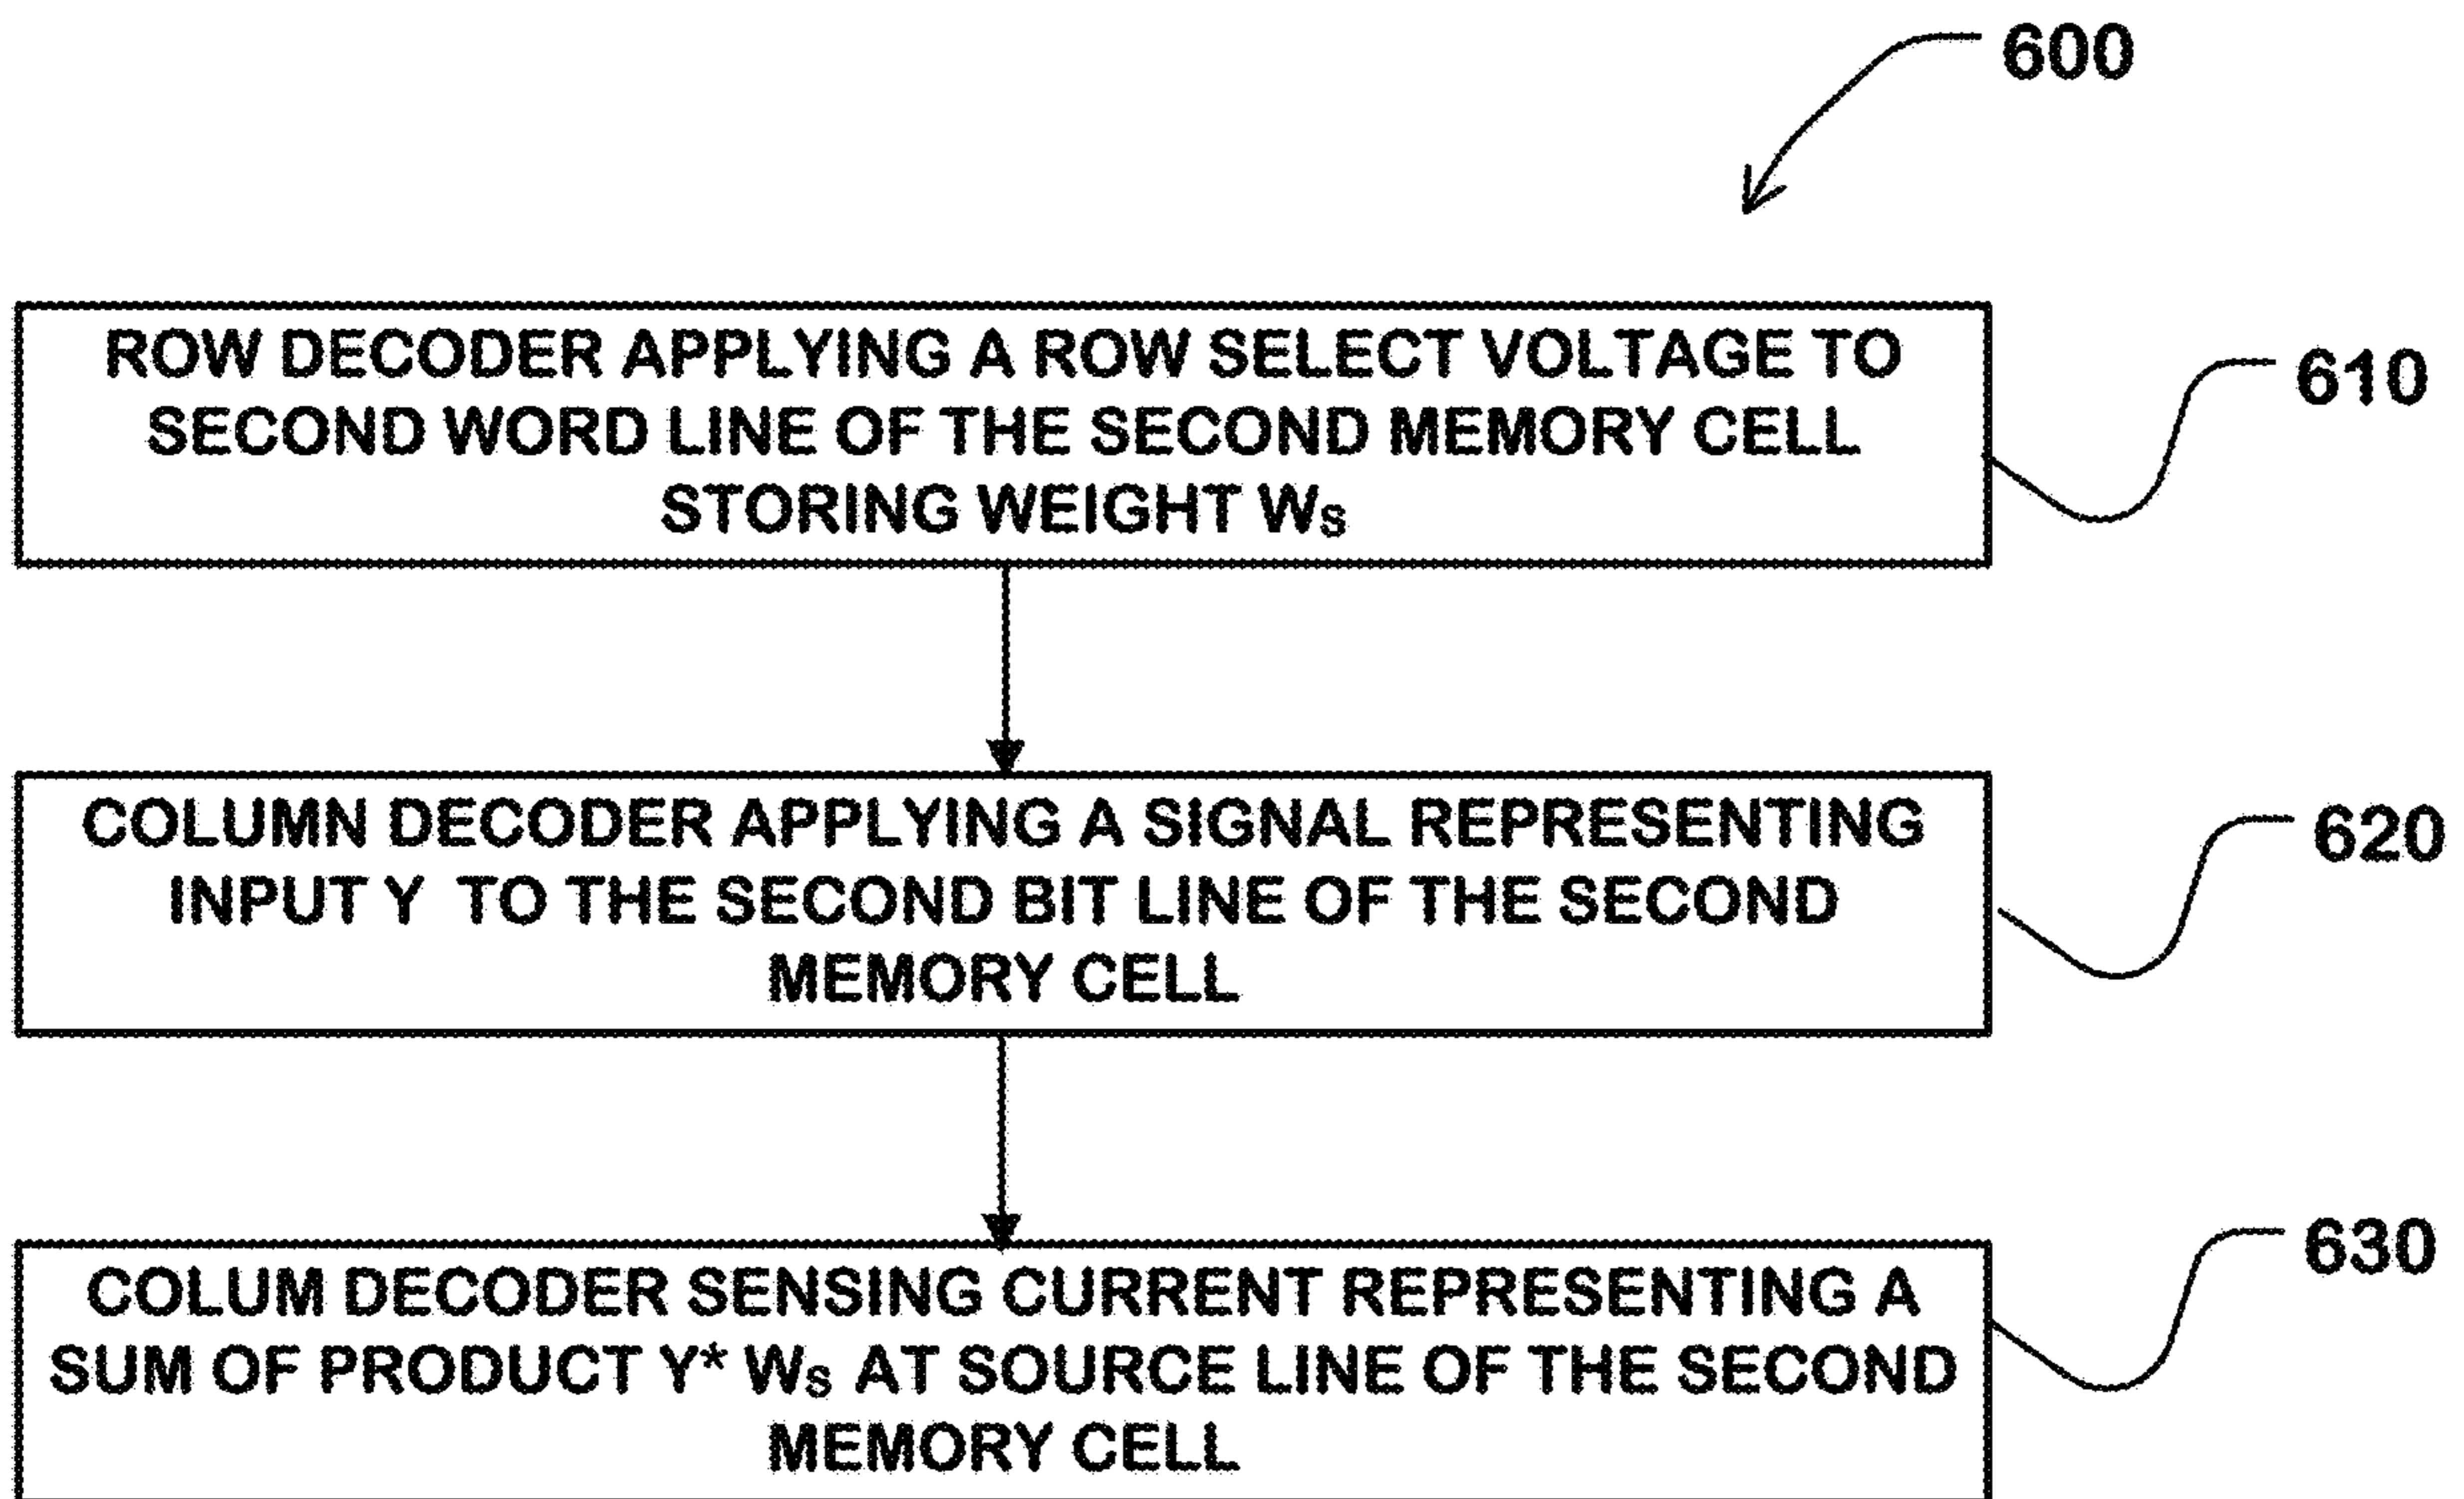 600
ROW DECODER APPLYING A ROW SELECT VOLTAGE TO
SECOND WORD LINE OF THE SECOND MEMORY CELL
STORING WEIGHT WS
610
COLUMN DECODER APPLYING A SIGNAL REPRESENTING
INPUT Y TO THE SECOND BIT LINE OF THE SECOND
MEMORY CELL
620
COLUM DECODER SENSING CURRENT REPRESENTING A
SUM OF PRODUCT Y* WS AT SOURCE LINE OF THE SECOND
MEMORY CELL
630